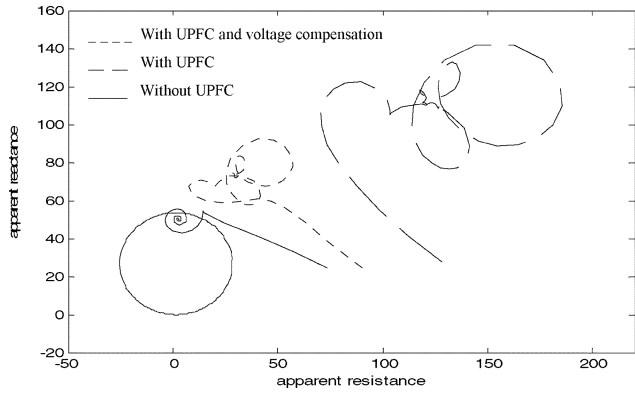 160
140
120
100
80
60
40
20
0
-20
apparent reactance
With UPFC and voltage compensation
With UPFC
Without UPFC
-50 0 50 100 150 200
apparent resistance